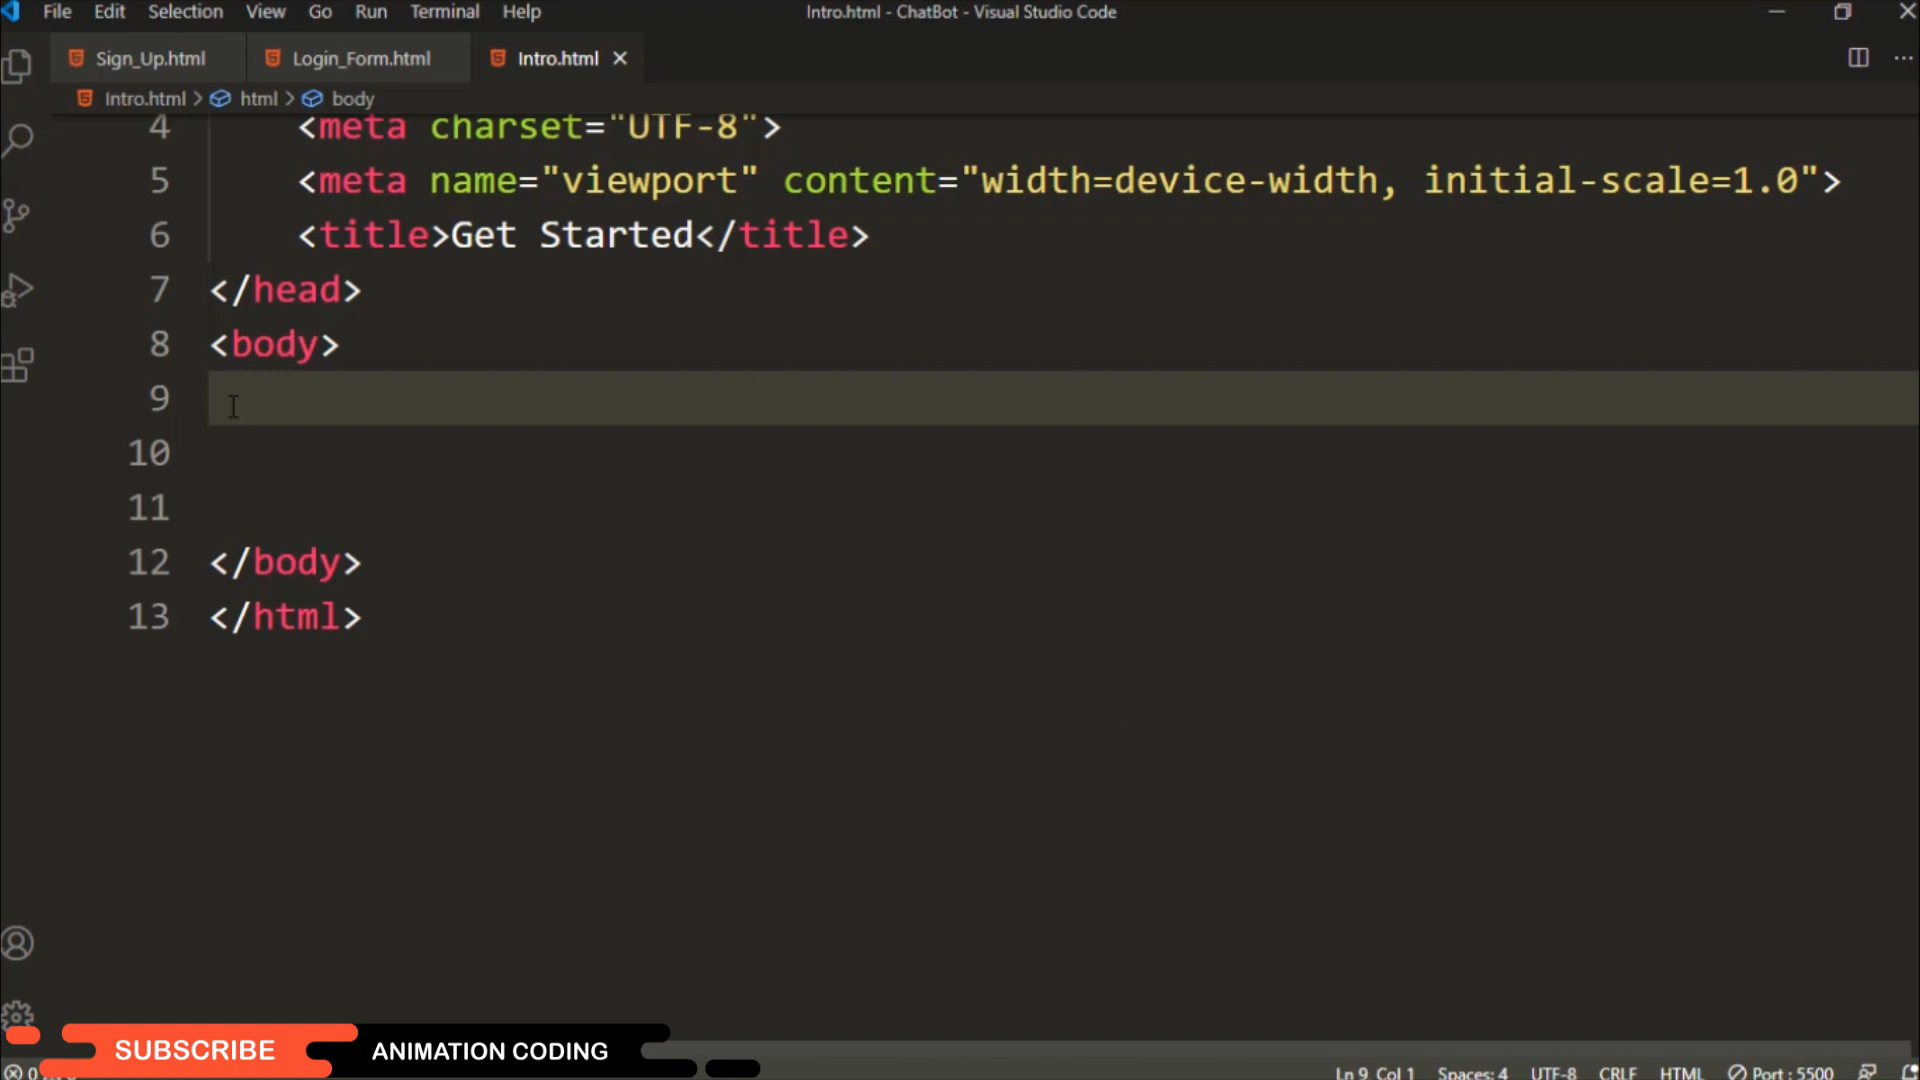 File Edit Selection View Go Run Terminal Help
Intro.html - ChatBot - Visual Studio Code
Sign_Up.html Login_Form.html Intro.html
Intro.html > html > body
4 <meta charset="UTF-8">
5 <meta name="viewport" content="width=device-width, initial-scale=1.0">
6 <title>Get Started</title>
7 </head>
8 <body>
9
10
11
12 </body>
13 </html>
SUBSCRIBE ANIMATION CODING
0
Ln 9, Col 1 Spaces: 4 UTF-8 CRLF HTML Port : 5500